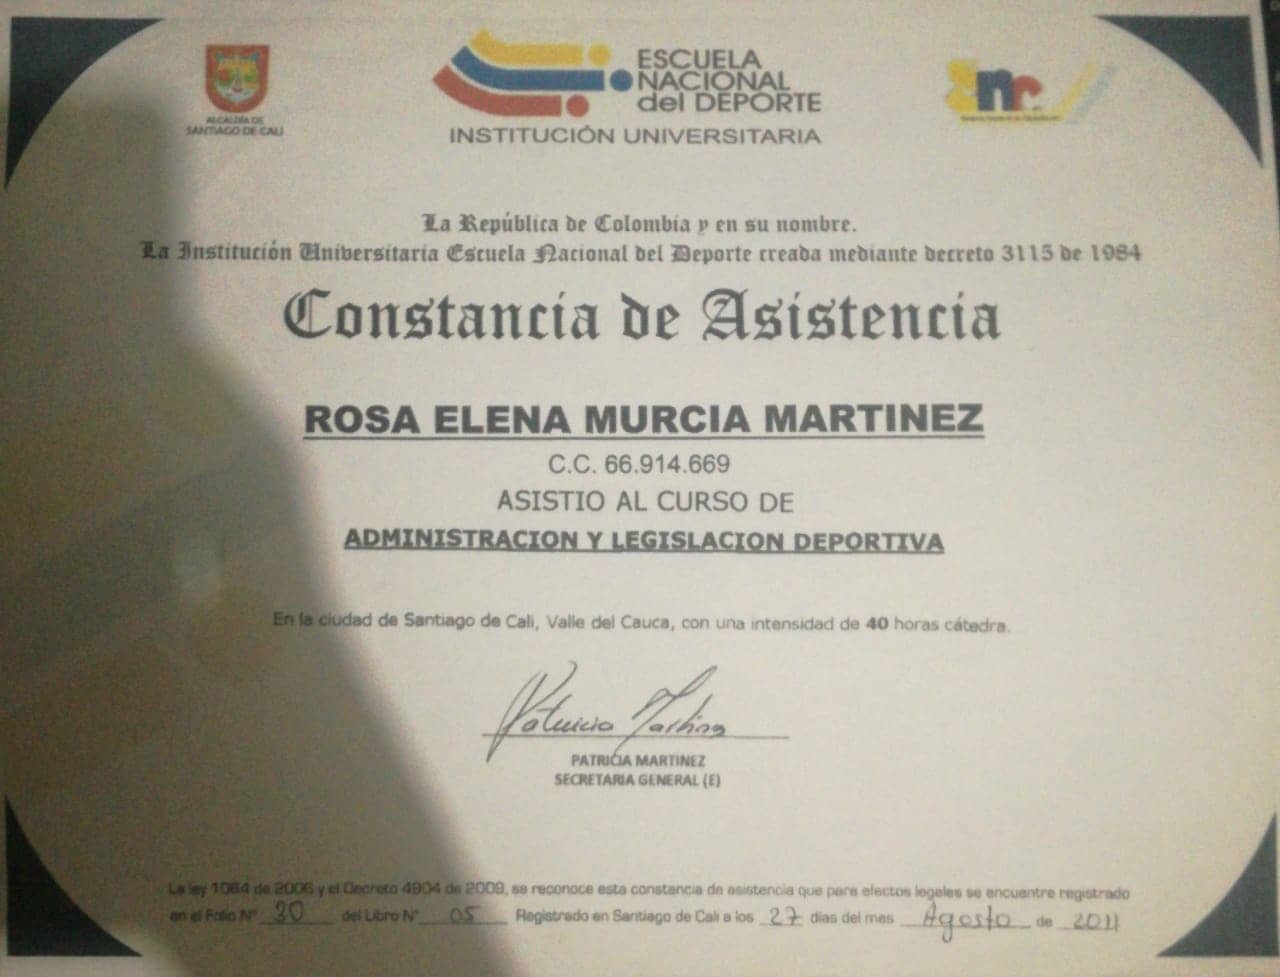 ALCALDÍA DE
SANTIAGO DE CALI
ESCUELA
NACIONAL
del DEPORTE
INSTITUCIÓN UNIVERSITARIA
La República de Colombia y en su nombre.
La Institución Universitaria Escuela Nacional del Deporte creada mediante decreto 3115 de 1984
Constancia de Asistencia
ROSA ELENA MURCIA MARTINEZ
C.C. 66.914.669
ASISTIO AL CURSO DE
ADMINISTRACION Y LEGISLACION DEPORTIVA
En la ciudad de Santiago de Cali, Valle del Cauca, con una intensidad de 40 horas cátedra.
Patricia Martinez
PATRICIA MARTINEZ
SECRETARIA GENERAL (E)
La ley 1064 de 2006 y el Decreto 4904 de 2009, se reconoce esta constancia de asistencia que para efectos legales se encuentre registrado
en el Folio Nº 30 del Libro Nº 05 Registrado en Santiago de Cali a los 27 dias del mes Agosto de 2011